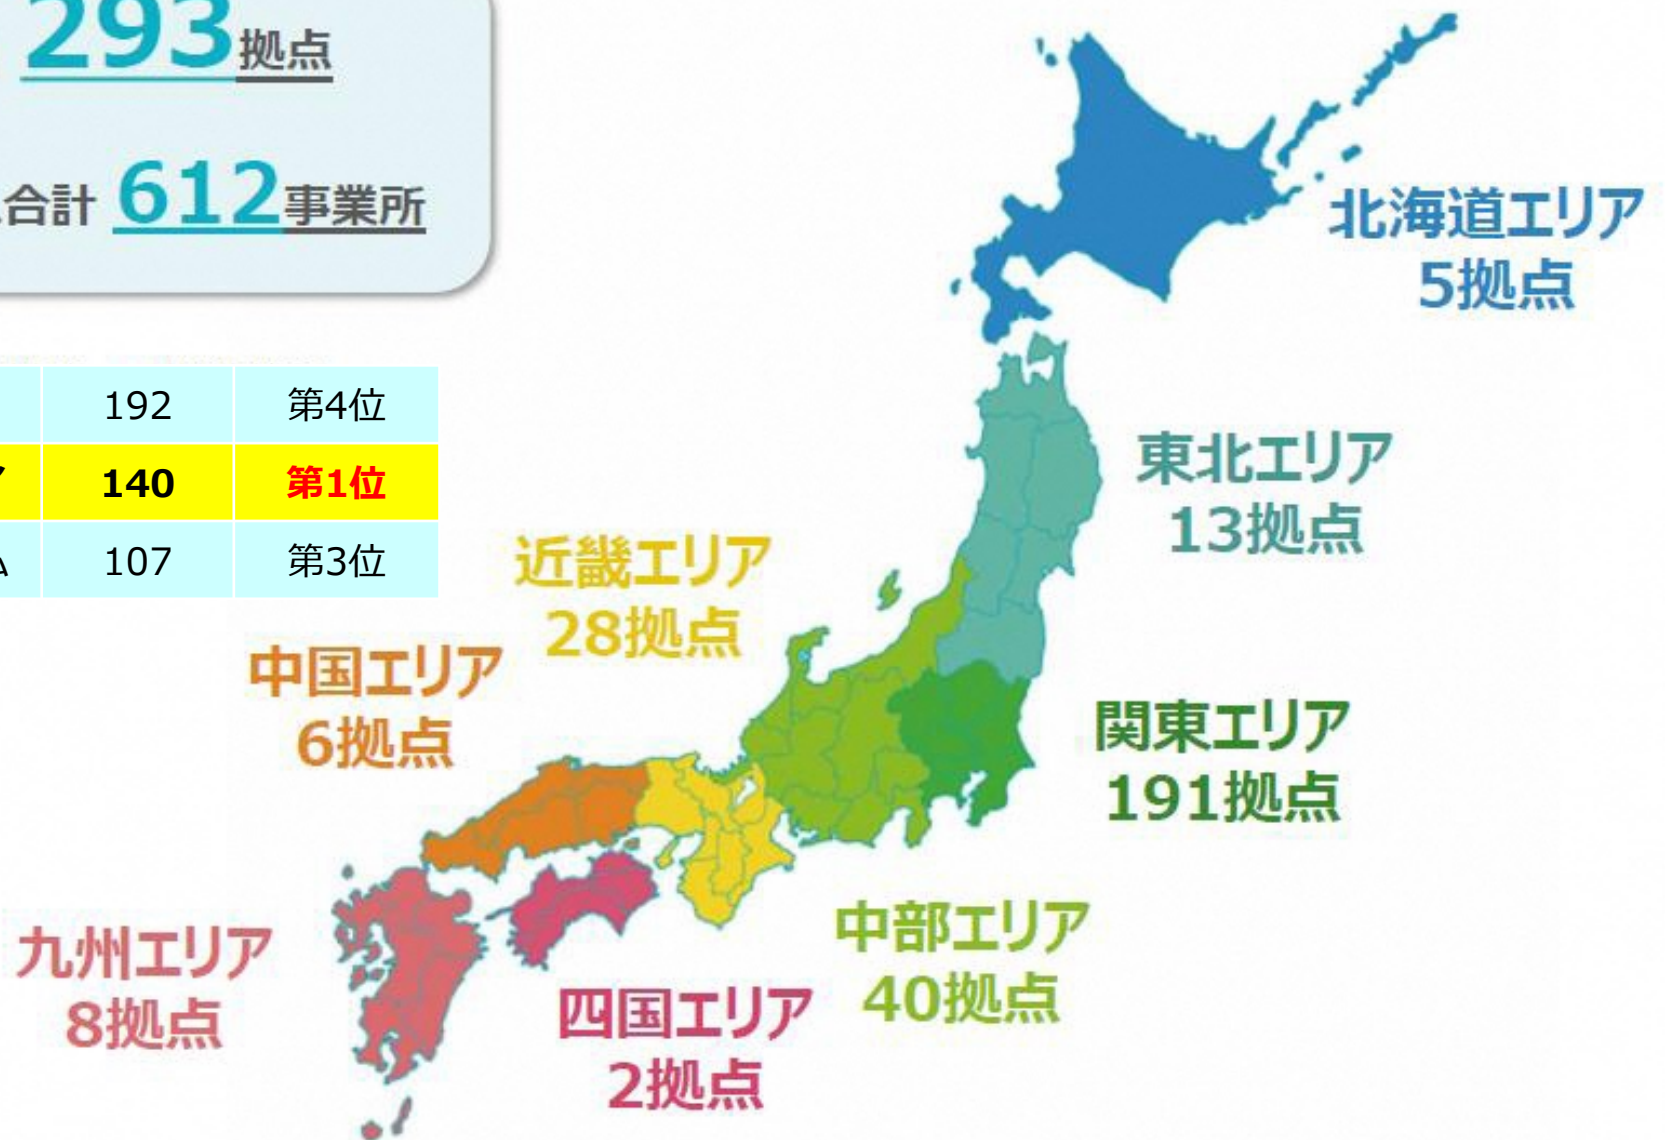 293拠点
合計 612事業所
192 第4位
140 第1位
107 第3位
北海道エリア
5拠点
東北エリア
13拠点
近畿エリア
28拠点
中国エリア
6拠点
関東エリア
191拠点
中部エリア
40拠点
九州エリア
8拠点
四国エリア
2拠点